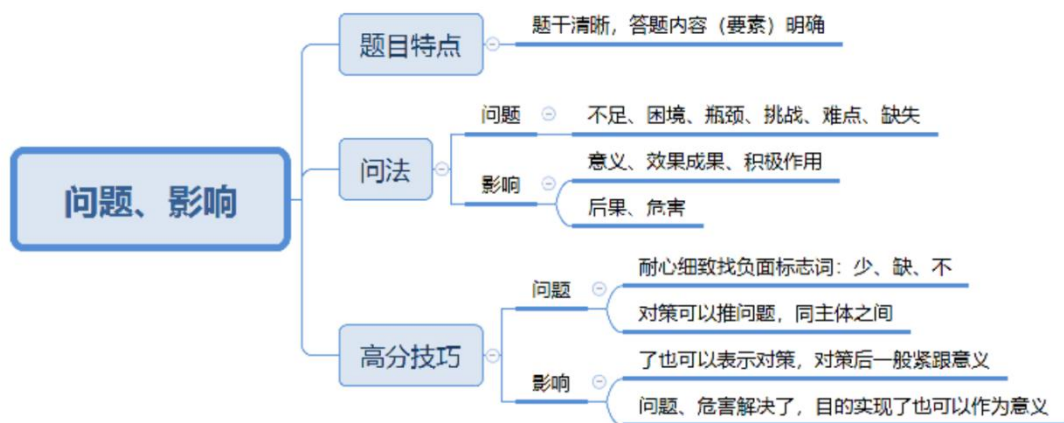 问题、影响
题目特点
题干清晰，答题内容（要素）明确
问法
问题
不足、困境、瓶颈、挑战、难点、缺失
影响
意义、效果成果、积极作用
后果、危害
高分技巧
问题
耐心细致找负面标志词：少、缺、不
对策可以推问题，同主体之间
影响
了也可以表示对策，对策后一般紧跟意义
问题、危害解决了，目的实现了也可以作为意义